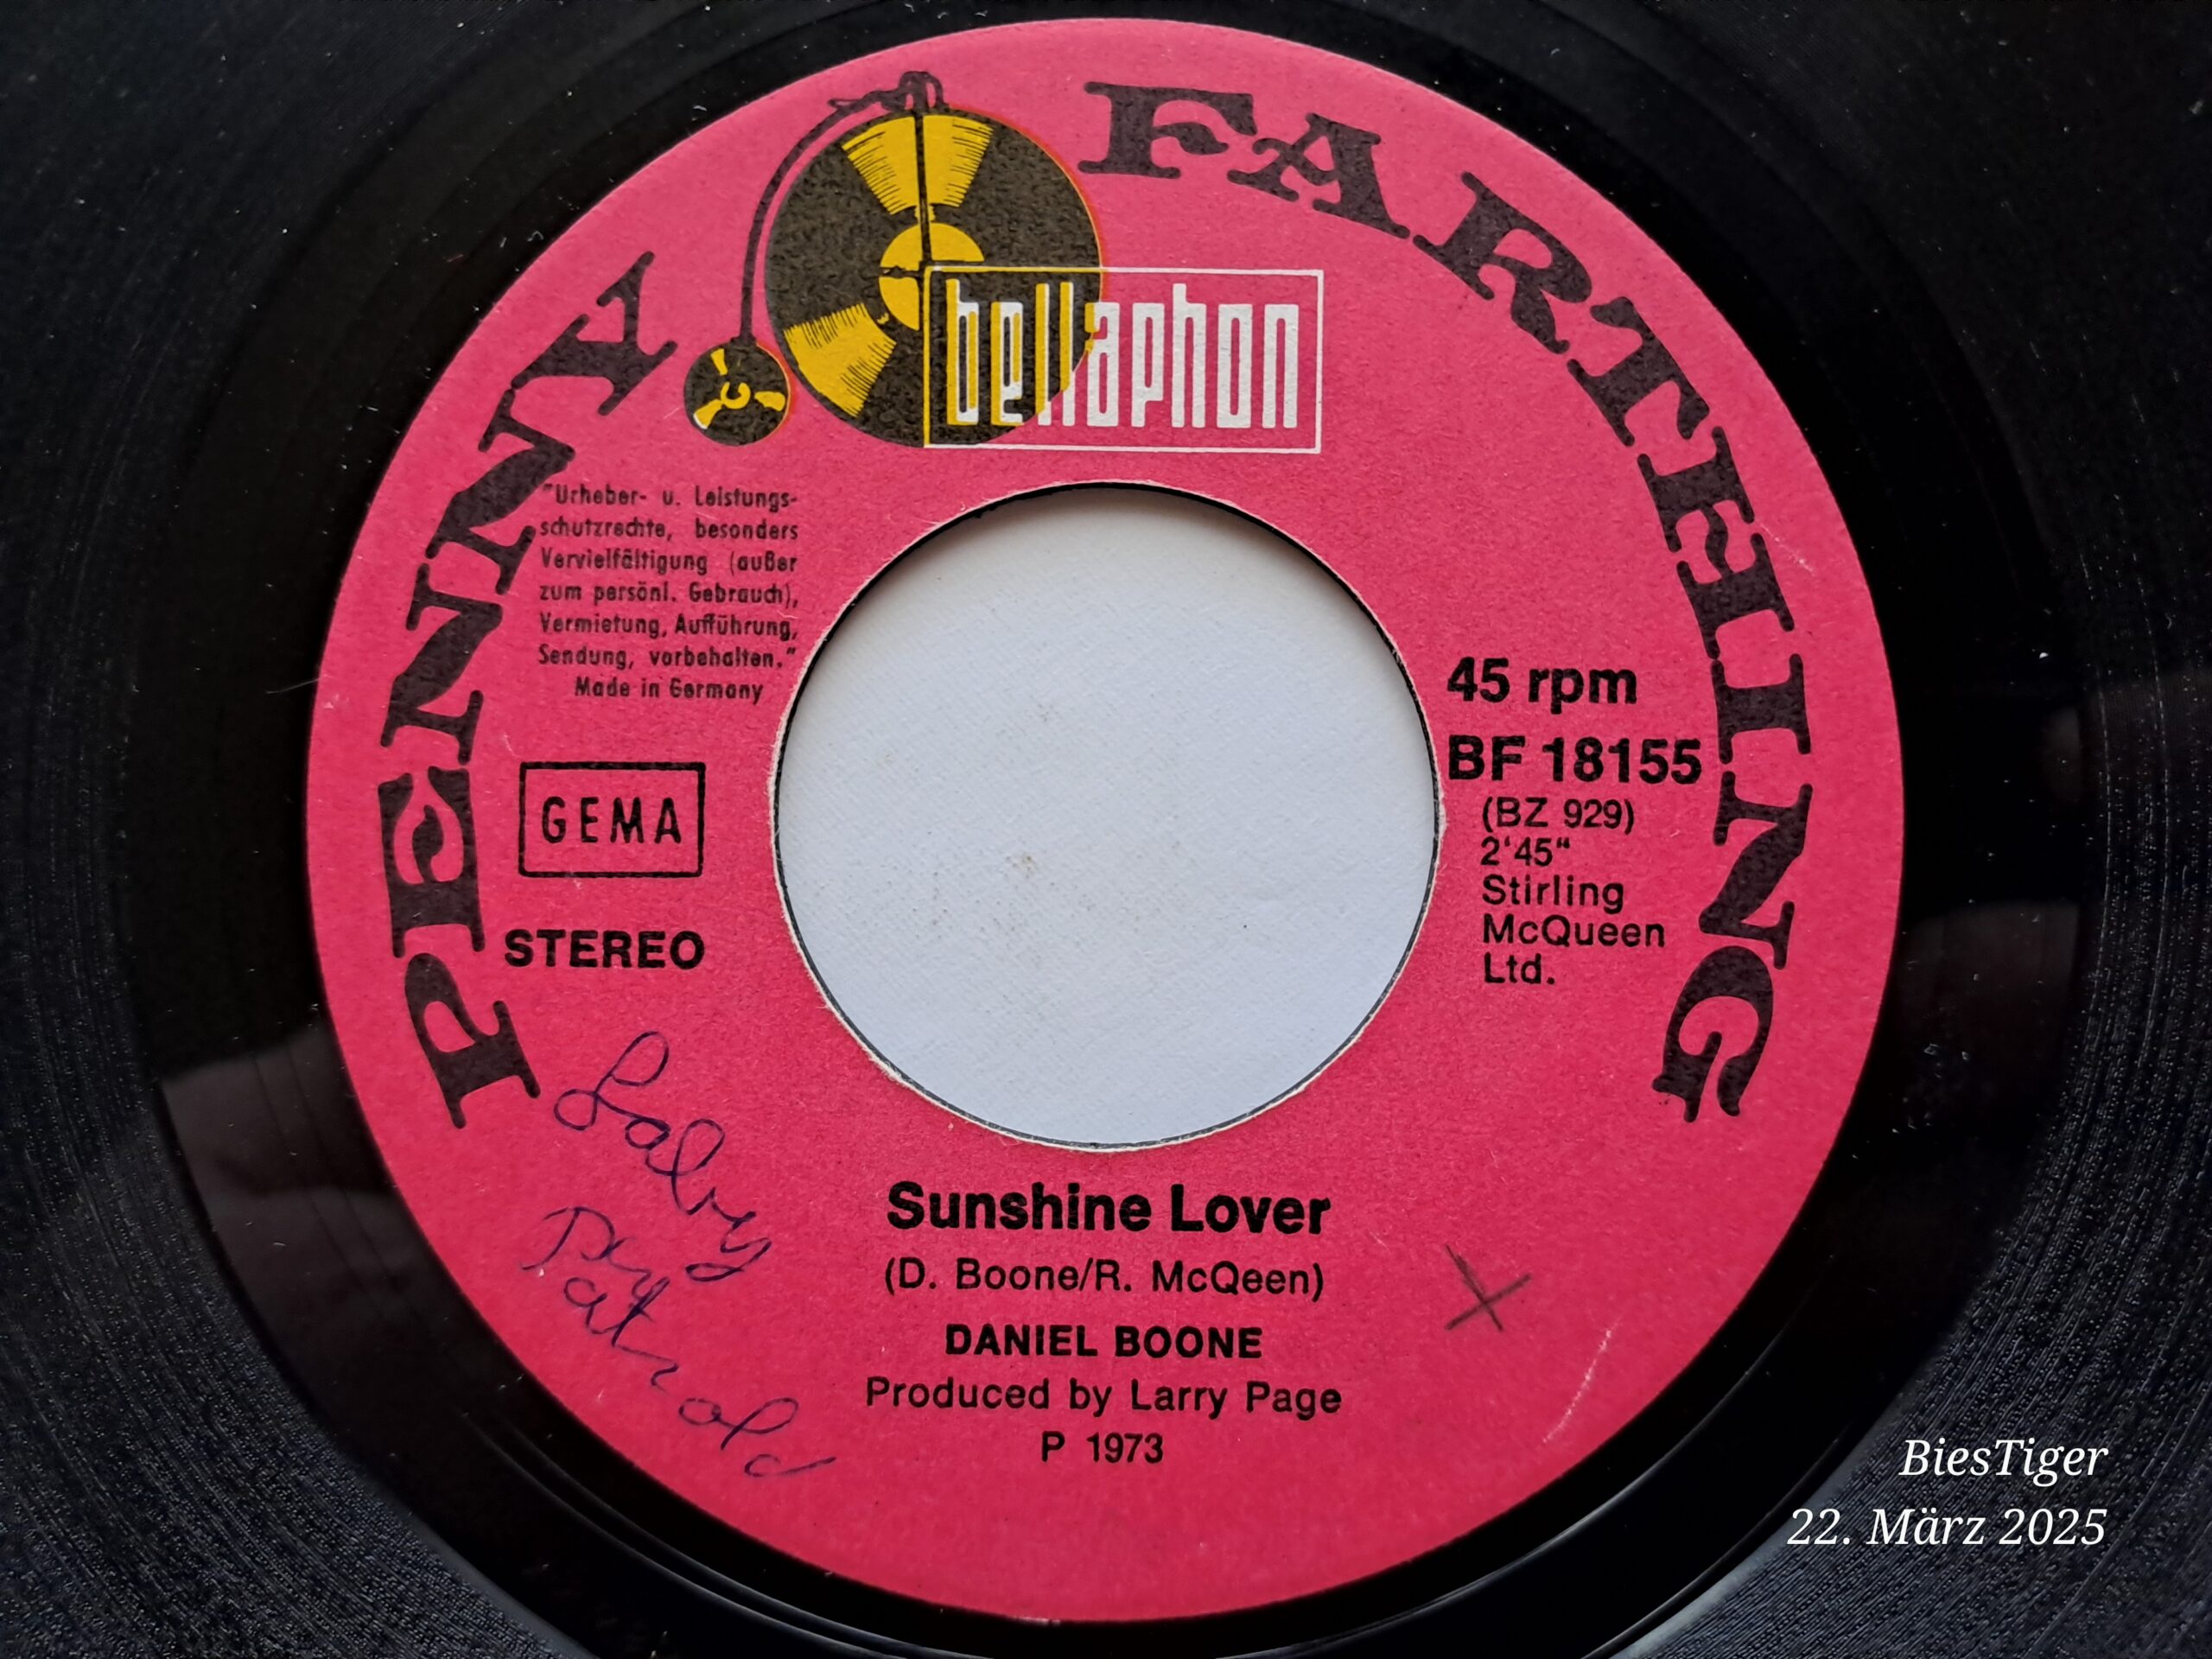 PENNY FARTHING
bellaphon
"Urheber- u. Leistungs-
schutzrechte, besonders
Vervielfältigung (außer
zum persönl. Gebrauch),
Vermietung, Aufführung,
Sendung, vorbehalten."
Made in Germany
GEMA
STEREO
45 rpm
BF 18155
(BZ 929)
2'45"
Stirling
McQueen
Ltd.
Gaby
Sunshine Lover
(D. Boone/R. McQeen)
DANIEL BOONE
Produced by Larry Page
P 1973
X
BiesTiger
22. März 2025